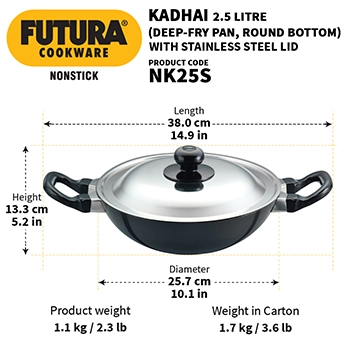 FUTURA®
COOKWARE
NONSTICK
KADHAI 2.5 LITRE
(DEEP-FRY PAN, ROUND BOTTOM)
WITH STAINLESS STEEL LID
PRODUCT CODE
NK25S
Length
38.0 cm
14.9 in
Height
13.3 cm
5.2 in
Diameter
25.7 cm
10.1 in
Product weight
1.1 kg / 2.3 lb
Weight in Carton
1.7 kg / 3.6 lb